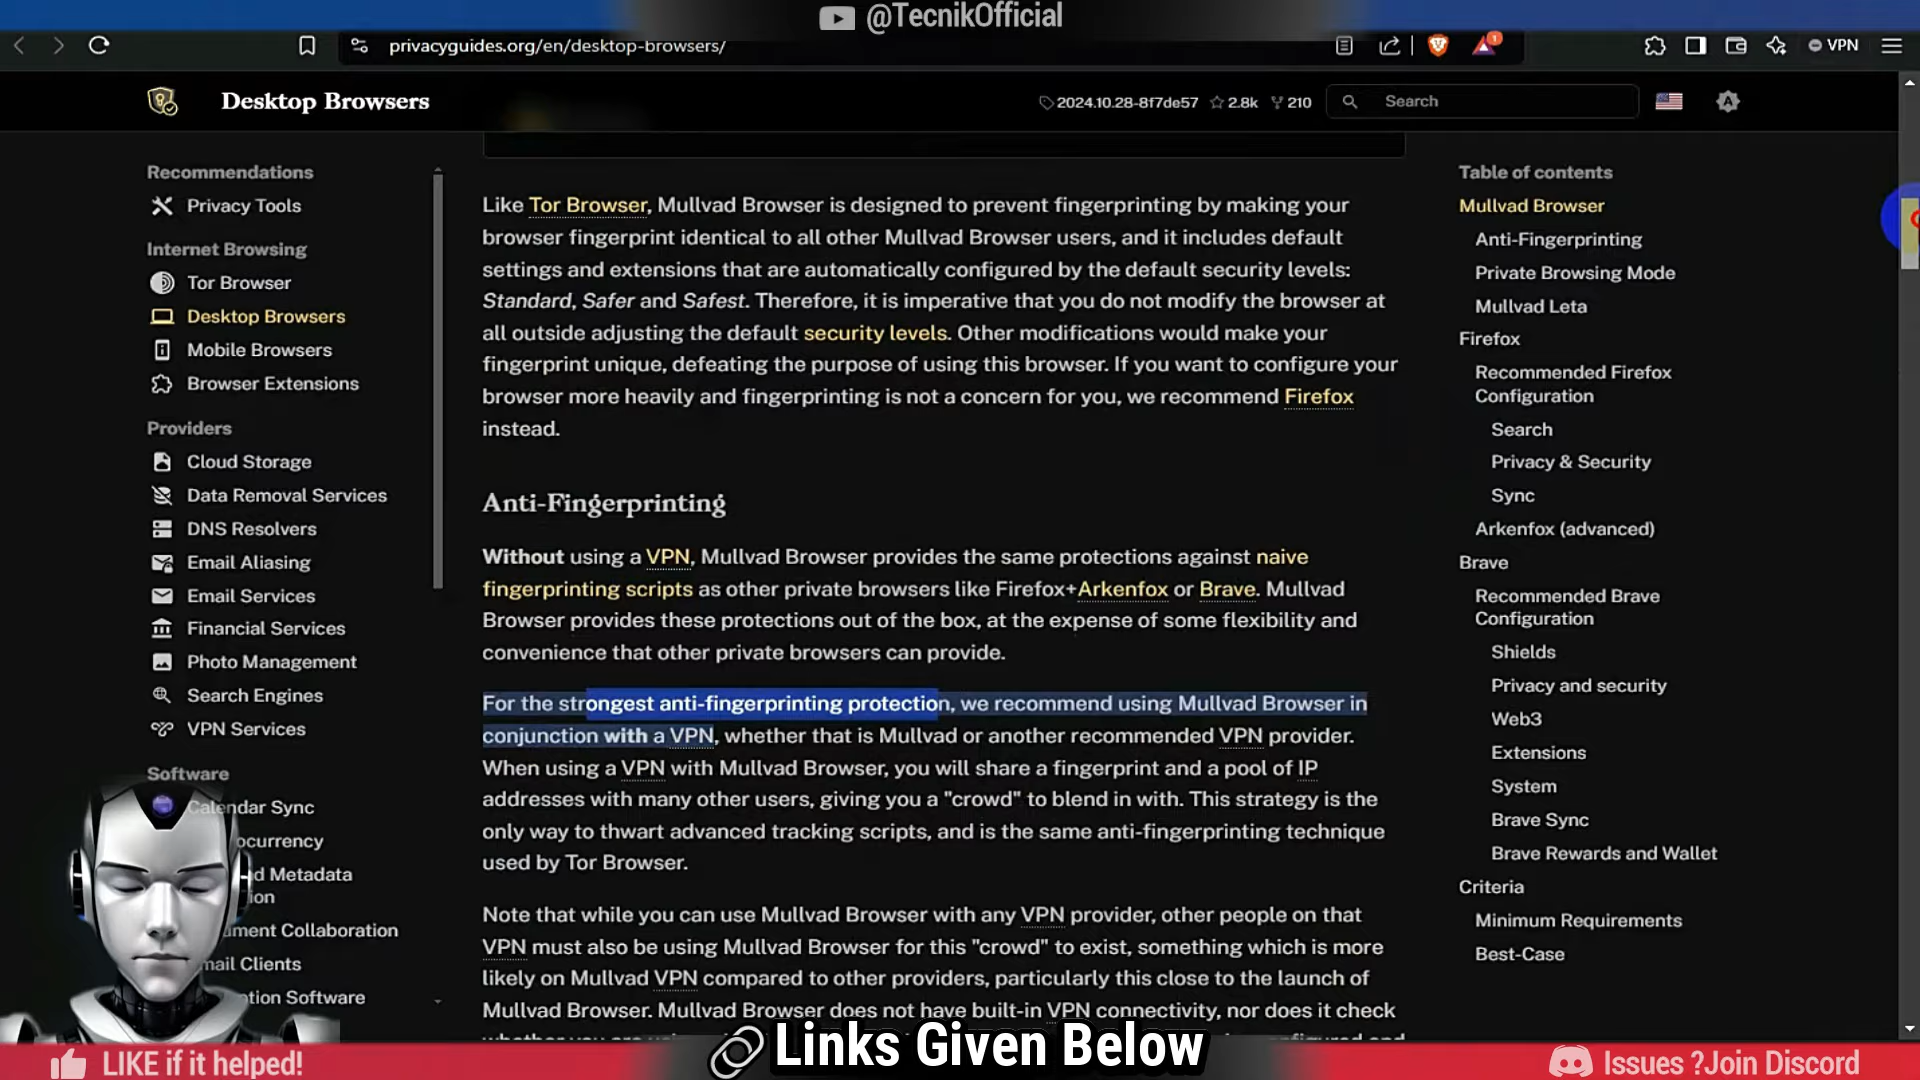 @TecnikOfficial
privacyguides.org/en/desktop-browsers/
1
VPN
Desktop Browsers
2024.10.28-8f7de57
2.8k
210
Search
Recommendations
Privacy Tools
Internet Browsing
Tor Browser
Desktop Browsers
Mobile Browsers
Browser Extensions
Providers
Cloud Storage
Data Removal Services
DNS Resolvers
Email Aliasing
Email Services
Financial Services
Photo Management
Search Engines
VPN Services
Software
Calendar Sync
ocurrency
d Metadata
ion
ment Collaboration
mail Clients
ption Software
Like Tor Browser, Mullvad Browser is designed to prevent fingerprinting by making your
browser fingerprint identical to all other Mullvad Browser users, and it includes default
settings and extensions that are automatically configured by the default security levels:
Standard, Safer and Safest. Therefore, it is imperative that you do not modify the browser at
all outside adjusting the default security levels. Other modifications would make your
fingerprint unique, defeating the purpose of using this browser. If you want to configure your
browser more heavily and fingerprinting is not a concern for you, we recommend Firefox
instead.
Anti-Fingerprinting
Without using a VPN, Mullvad Browser provides the same protections against naive
fingerprinting scripts as other private browsers like Firefox+Arkenfox or Brave. Mullvad
Browser provides these protections out of the box, at the expense of some flexibility and
convenience that other private browsers can provide.
For the strongest anti-fingerprinting protection, we recommend using Mullvad Browser in
conjunction with a VPN, whether that is Mullvad or another recommended VPN provider.
When using a VPN with Mullvad Browser, you will share a fingerprint and a pool of IP
addresses with many other users, giving you a "crowd" to blend in with. This strategy is the
only way to thwart advanced tracking scripts, and is the same anti-fingerprinting technique
used by Tor Browser.
Note that while you can use Mullvad Browser with any VPN provider, other people on that
VPN must also be using Mullvad Browser for this "crowd" to exist, something which is more
likely on Mullvad VPN compared to other providers, particularly this close to the launch of
Mullvad Browser. Mullvad Browser does not have built-in VPN connectivity, nor does it check
Table of contents
Mullvad Browser
Anti-Fingerprinting
Private Browsing Mode
Mullvad Leta
Firefox
Recommended Firefox
Configuration
Search
Privacy & Security
Sync
Arkenfox (advanced)
Brave
Recommended Brave
Configuration
Shields
Privacy and security
Web3
Extensions
System
Brave Sync
Brave Rewards and Wallet
Criteria
Minimum Requirements
Best-Case
LIKE if it helped!
Links Given Below
Issues ?Join Discord